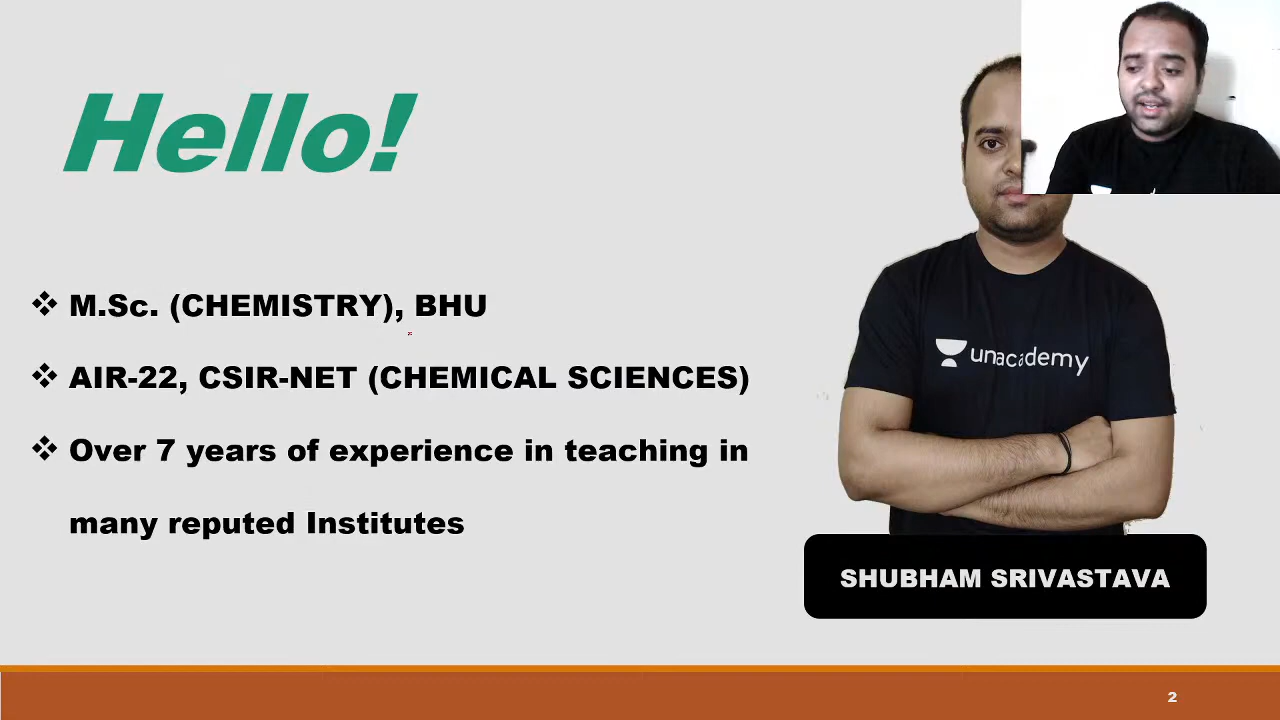 Hello!
❖ M.Sc. (CHEMISTRY), BHU
❖ AIR-22, CSIR-NET (CHEMICAL SCIENCES)
❖ Over 7 years of experience in teaching in
many reputed Institutes
unacademy
SHUBHAM SRIVASTAVA
2